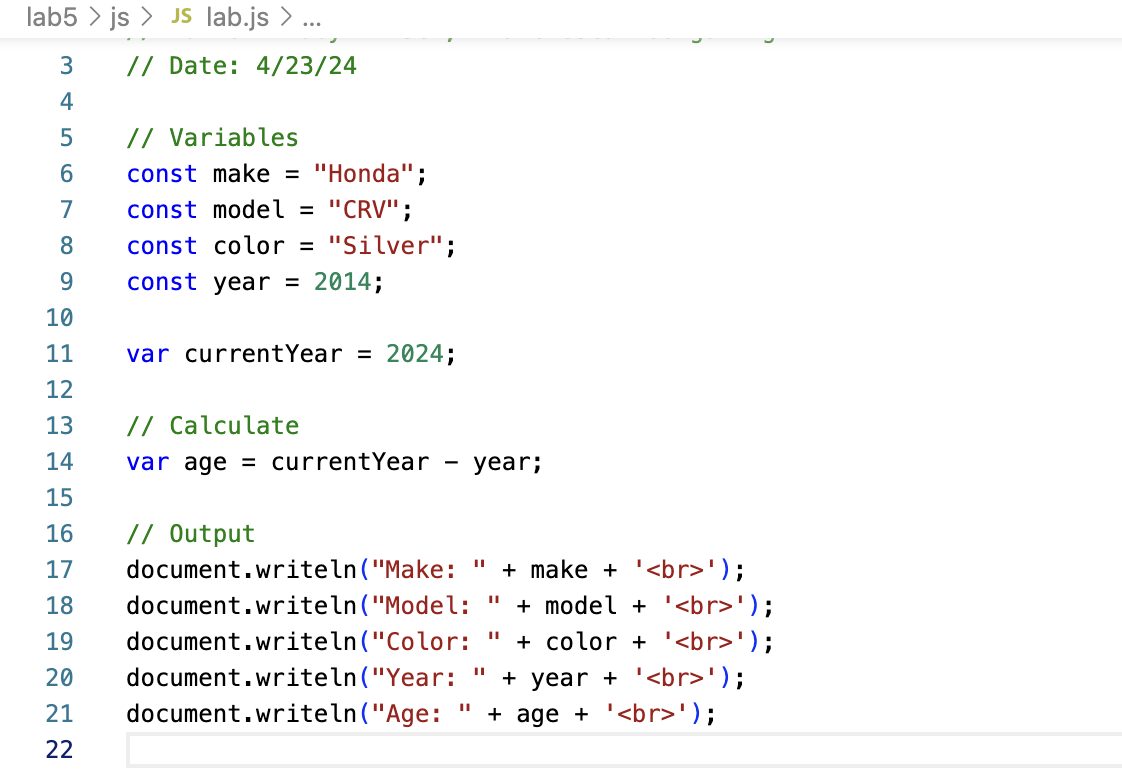 lab5 > js > JS lab.js > ...
3 // Date: 4/23/24
4
5 // Variables
6 const make = "Honda";
7 const model = "CRV";
8 const color = "Silver";
9 const year = 2014;
10
11 var currentYear = 2024;
12
13 // Calculate
14 var age = currentYear - year;
15
16 // Output
17 document.writeln("Make: " + make + '<br>');
18 document.writeln("Model: " + model + '<br>');
19 document.writeln("Color: " + color + '<br>');
20 document.writeln("Year: " + year + '<br>');
21 document.writeln("Age: " + age + '<br>');
22